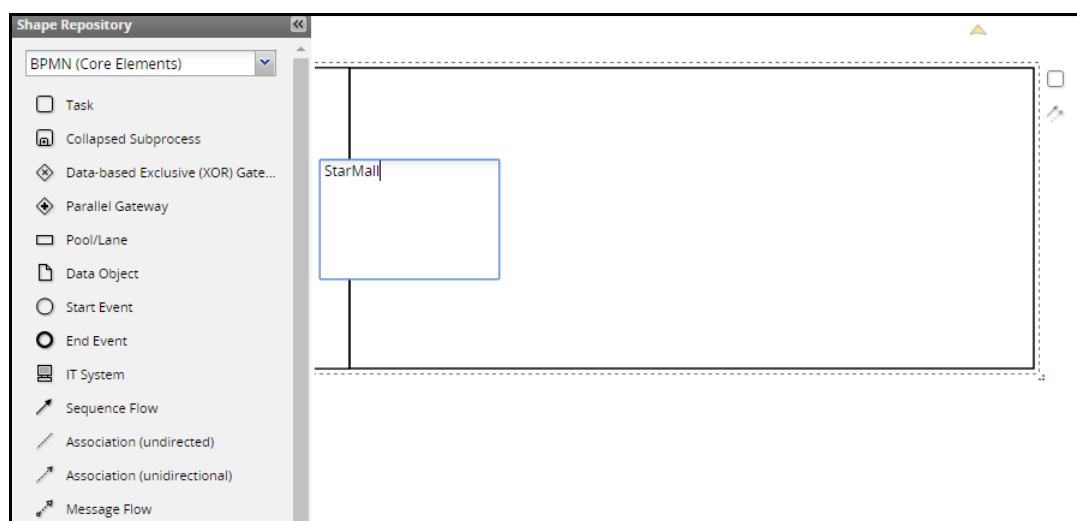 Shape Repository
BPMN (Core Elements)
Task
Collapsed Subprocess
Data-based Exclusive (XOR) Gate...
Parallel Gateway
Pool/Lane
Data Object
Start Event
End Event
IT System
Sequence Flow
Association (undirected)
Association (unidirectional)
Message Flow
StarMall